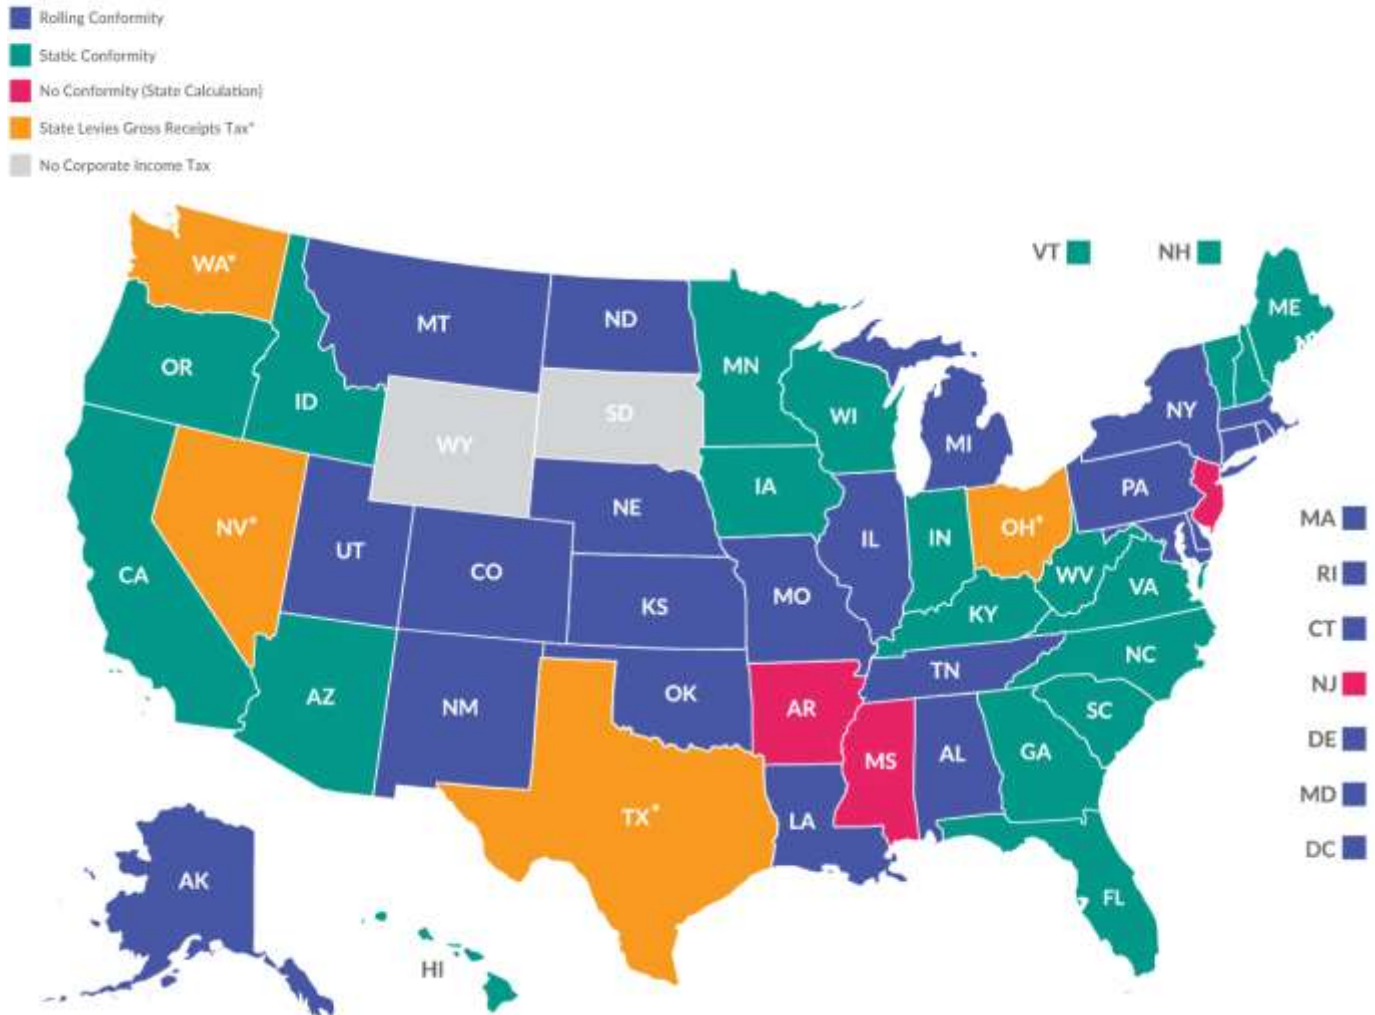 Rolling Conformity
Static Conformity
No Conformity (State Calculation)
State Levies Gross Receipts Tax*
No Corporate Income Tax
VT
NH
WA*
ME
MT
ND
OR
MN
ID
SD
WI
NY
WY
MI
IA
PA
NE
MA
NV*
OH*
UT
IL
IN
CO
CA
RI
WV
VA
MO
KS
KY
CT
NC
TN
NJ
AZ
OK
NM
AR
SC
DE
GA
AL
MS
MD
TX*
LA
DC
AK
FL
HI